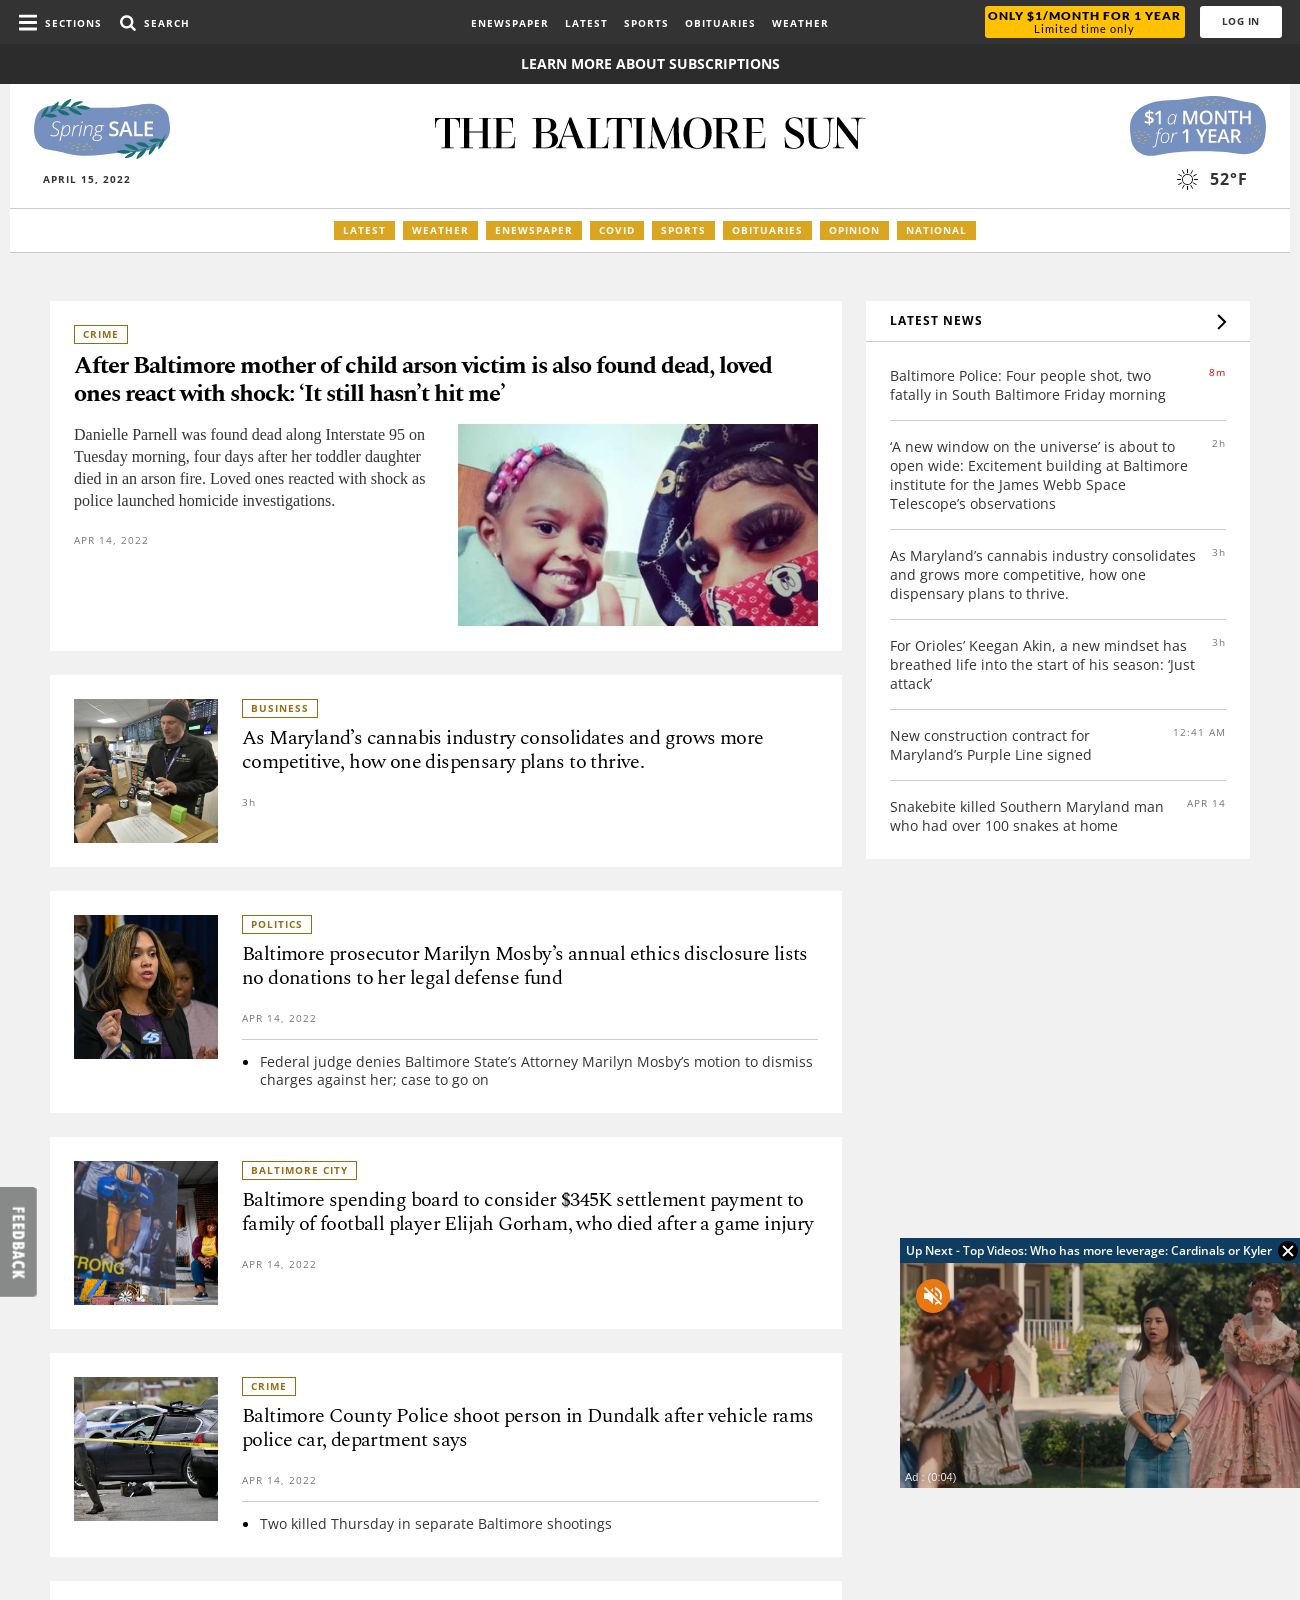 SECTIONS
SEARCH
ENEWSPAPER
LATEST
SPORTS
OBITUARIES
WEATHER
ONLY $1/MONTH FOR 1 YEAR
Limited time only
LOG IN
LEARN MORE ABOUT SUBSCRIPTIONS
Spring SALE
THE BALTIMORE SUN
$1 a MONTH
for 1 YEAR
APRIL 15, 2022
52°F
LATEST
WEATHER
ENEWSPAPER
COVID
SPORTS
OBITUARIES
OPINION
NATIONAL
CRIME
After Baltimore mother of child arson victim is also found dead, loved
ones react with shock: ‘It still hasn’t hit me’
Danielle Parnell was found dead along Interstate 95 on
Tuesday morning, four days after her toddler daughter
died in an arson fire. Loved ones reacted with shock as
police launched homicide investigations.
APR 14, 2022
BUSINESS
As Maryland’s cannabis industry consolidates and grows more
competitive, how one dispensary plans to thrive.
3h
POLITICS
Baltimore prosecutor Marilyn Mosby’s annual ethics disclosure lists
no donations to her legal defense fund
APR 14, 2022
45
Federal judge denies Baltimore State’s Attorney Marilyn Mosby’s motion to dismiss
charges against her; case to go on
BALTIMORE CITY
Baltimore spending board to consider $345K settlement payment to
family of football player Elijah Gorham, who died after a game injury
APR 14, 2022
TRONG
CRIME
Baltimore County Police shoot person in Dundalk after vehicle rams
police car, department says
APR 14, 2022
Two killed Thursday in separate Baltimore shootings
LATEST NEWS
Baltimore Police: Four people shot, two
fatally in South Baltimore Friday morning
8m
‘A new window on the universe’ is about to
open wide: Excitement building at Baltimore
institute for the James Webb Space
Telescope’s observations
2h
As Maryland’s cannabis industry consolidates
and grows more competitive, how one
dispensary plans to thrive.
3h
For Orioles’ Keegan Akin, a new mindset has
breathed life into the start of his season: ‘Just
attack’
3h
New construction contract for
Maryland’s Purple Line signed
12:41 AM
Snakebite killed Southern Maryland man
who had over 100 snakes at home
APR 14
FEEDBACK
Up Next - Top Videos: Who has more leverage: Cardinals or Kyler
Ad : (0:04)